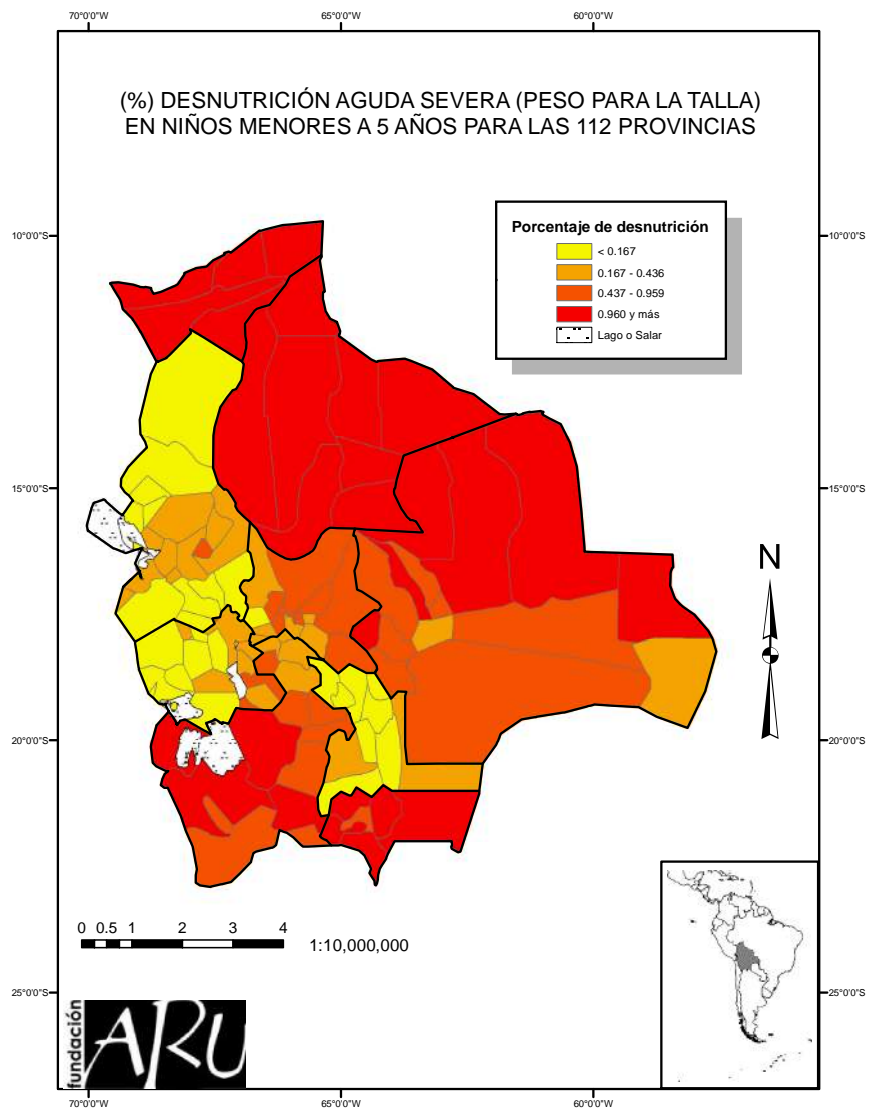 70°0'0"W
65°0'0"W
60°0'0"W
(%) DESNUTRICIÓN AGUDA SEVERA (PESO PARA LA TALLA)
EN NIÑOS MENORES A 5 AÑOS PARA LAS 112 PROVINCIAS
Porcentaje de desnutrición
< 0.167
0.167 - 0.436
0.437 - 0.959
0.960 y más
Lago o Salar
10°0'0"S
10°0'0"S
15°0'0"S
15°0'0"S
N
20°0'0"S
20°0'0"S
0 0.5 1 2 3 4
1:10,000,000
25°0'0"S
25°0'0"S
fundación
ARU
70°0'0"W
65°0'0"W
60°0'0"W